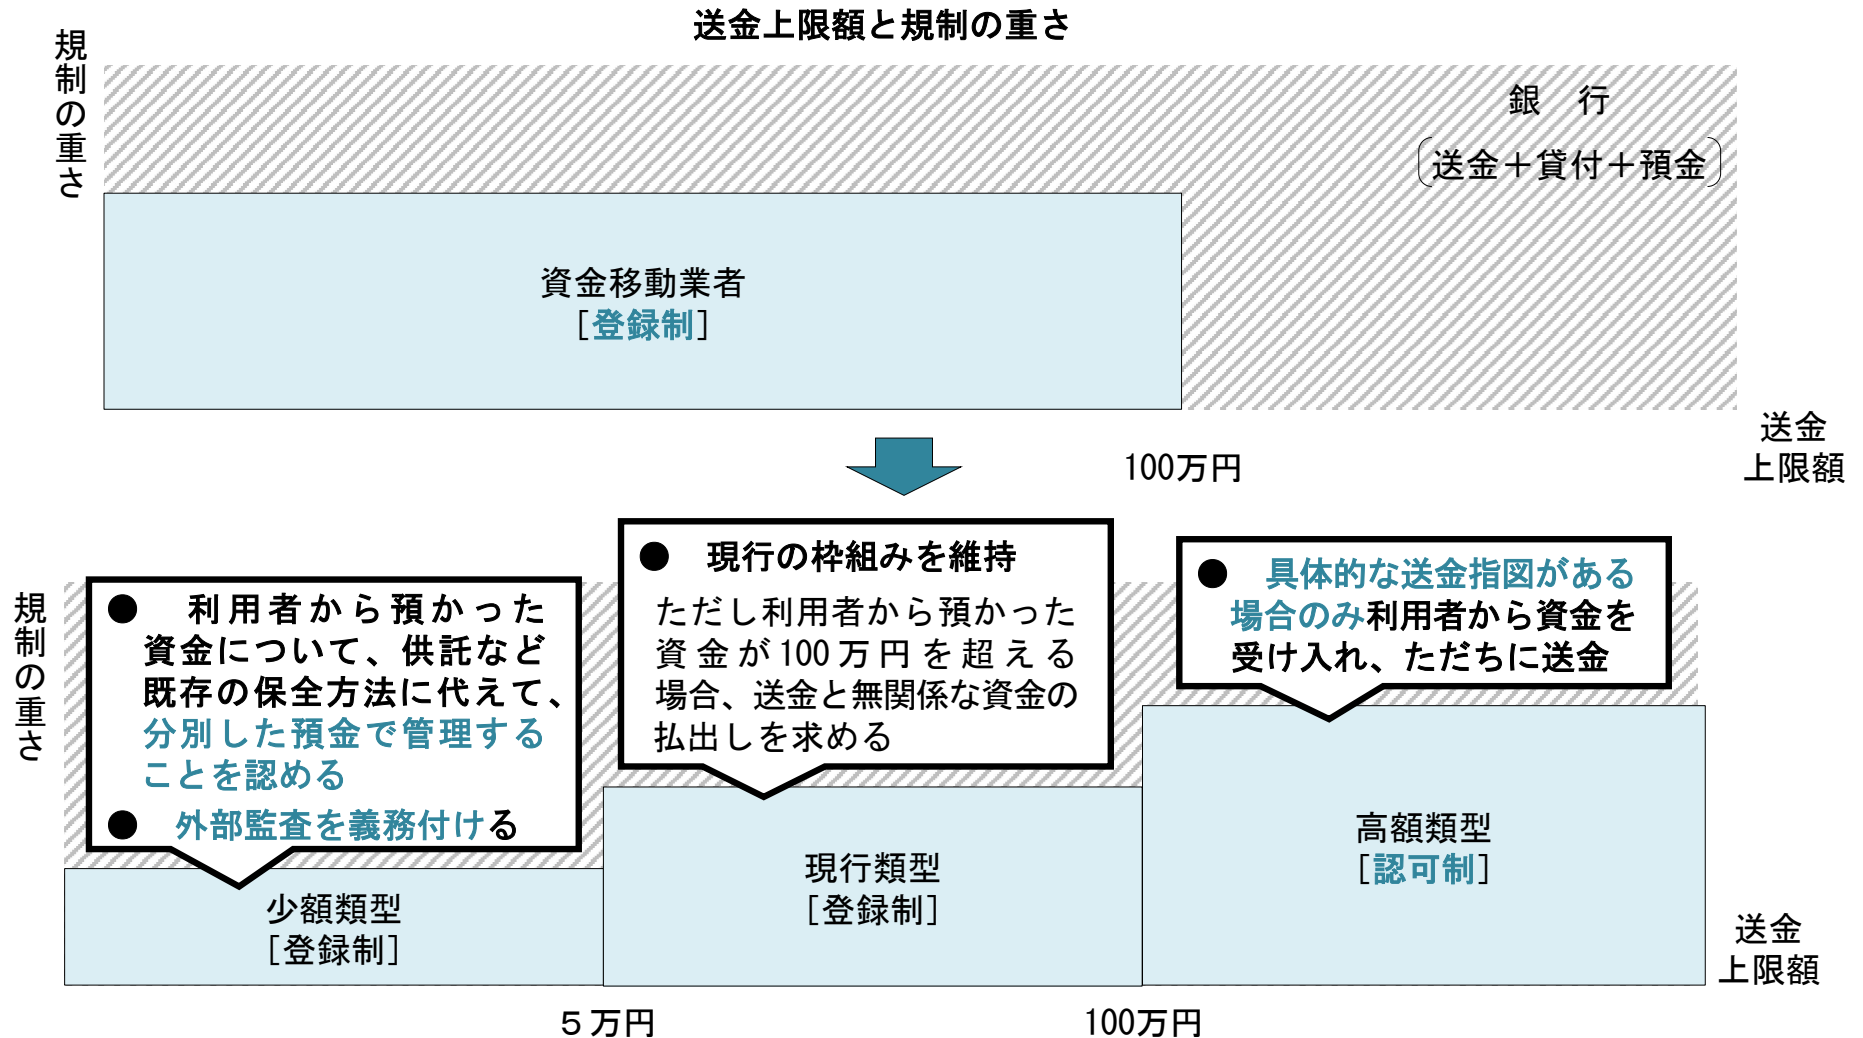 送金上限額と規制の重さ
規制の重さ
銀　行
送金＋貸付＋預金
資金移動業者
［登録制］
送金
上限額
100万円
規制の重さ
●　利用者から預かった
資金について、供託など
既存の保全方法に代えて、
分別した預金で管理する
ことを認める
●　外部監査を義務付ける
●　現行の枠組みを維持
ただし利用者から預かった
資金が100万円を超える
場合、送金と無関係な資金の
払出しを求める
●　具体的な送金指図がある
場合のみ利用者から資金を
受け入れ、ただちに送金
少額類型
［登録制］
現行類型
［登録制］
高額類型
［認可制］
送金
上限額
５万円
100万円